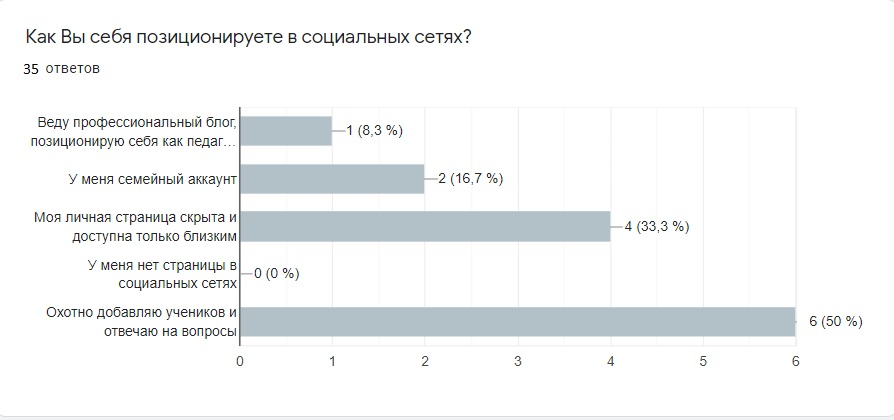 Как Вы себя позиционируете в социальных сетях?
35 ответов
Веду профессиональный блог,
позиционирую себя как педаг…
1 (8,3 %)
У меня семейный аккаунт
2 (16,7 %)
Моя личная страница скрыта и
доступна только близким
4 (33,3 %)
У меня нет страницы в
социальных сетях
0 (0 %)
Охотно добавляю учеников и
отвечаю на вопросы
6 (50 %)
0 1 2 3 4 5 6